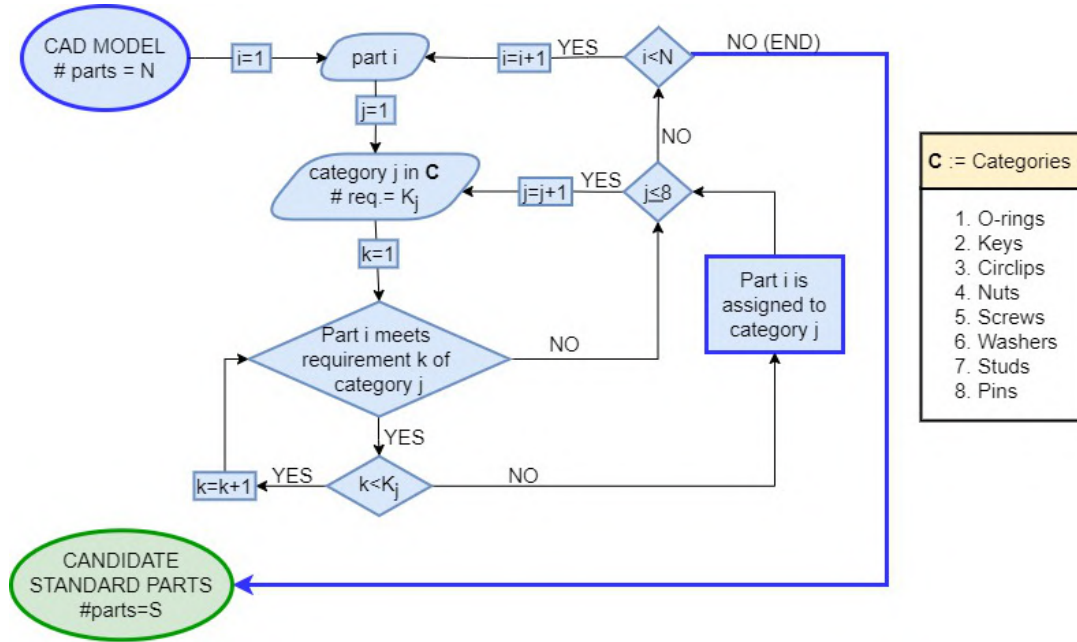 CAD MODEL
# parts = N
i=1
part i
i=i+1
YES
i<N
NO (END)
j=1
NO
category j in C
# req.= Kj
j=j+1
YES
j≤8
k=1
Part i meets
requirement k of
category j
NO
Part i is
assigned to
category j
YES
k=k+1
YES
k<Kj
NO
CANDIDATE
STANDARD PARTS
#parts=S
C := Categories
1. O-rings
2. Keys
3. Circlips
4. Nuts
5. Screws
6. Washers
7. Studs
8. Pins